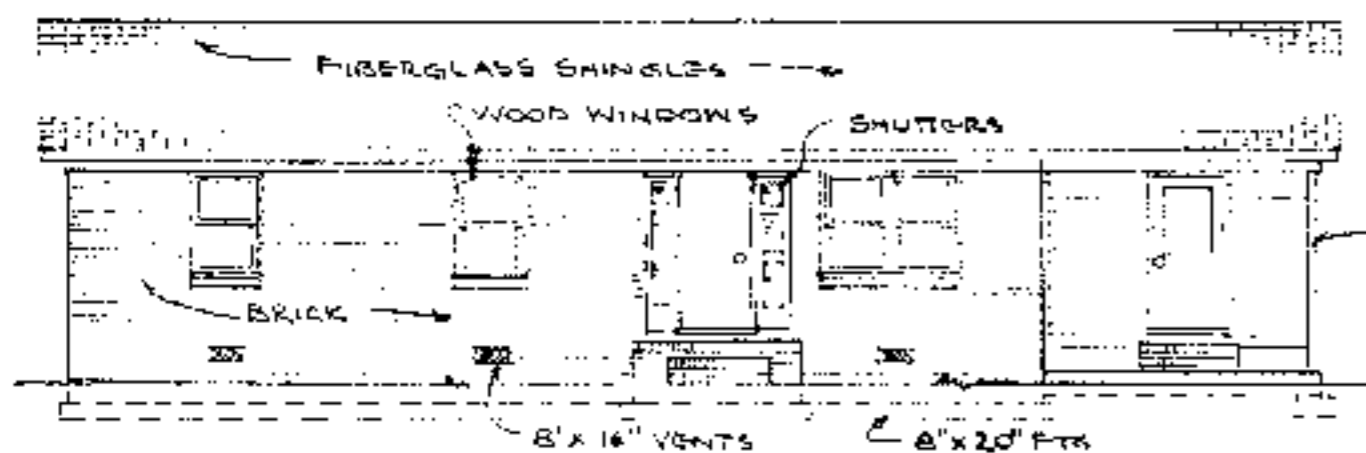 FIBERGLASS SHINGLES
WOOD WINDOWS
SHUTTERS
BRICK
8" X 16" VENTS
8" X 20" FTG